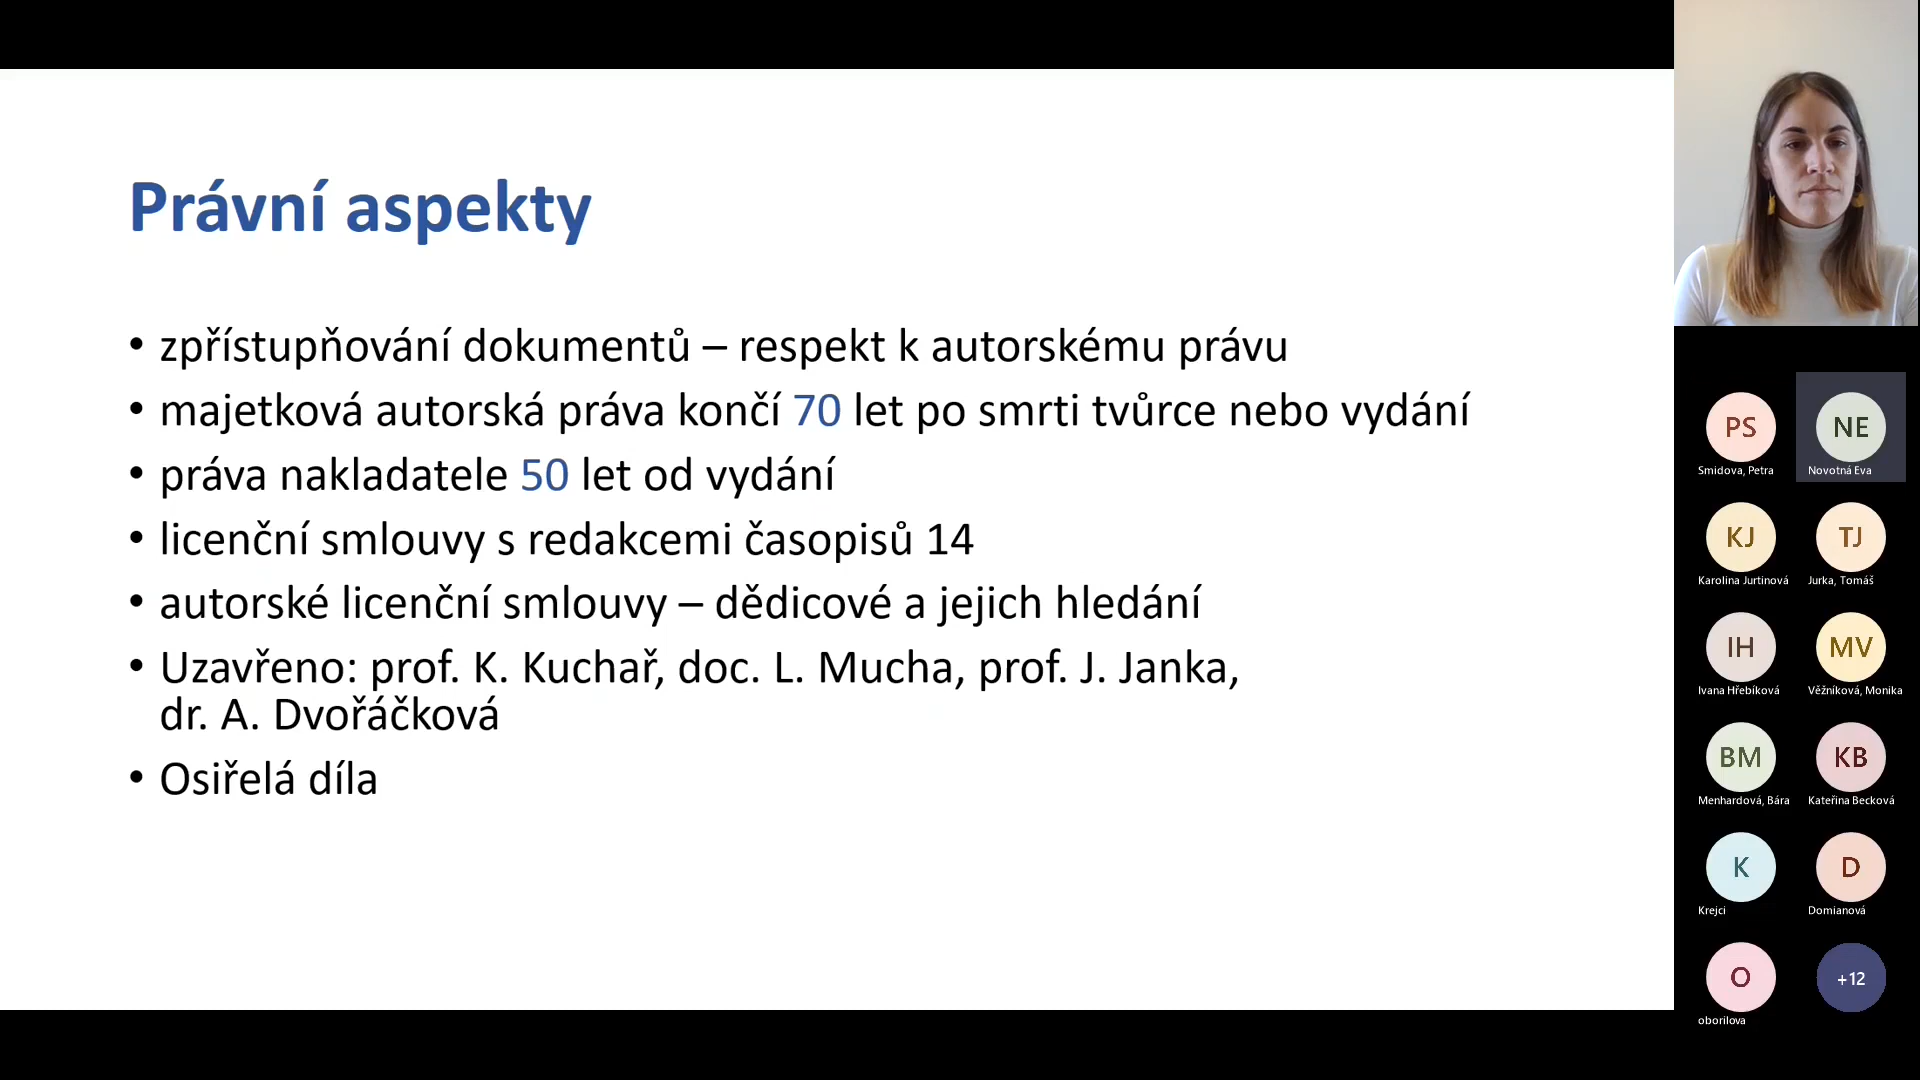 Právní aspekty
• zpřístupňování dokumentů – respekt k autorskému právu
• majetková autorská práva končí 70 let po smrti tvůrce nebo vydání
• práva nakladatele 50 let od vydání
• licenční smlouvy s redakcemi časopisů 14
• autorské licenční smlouvy – dědicové a jejich hledání
• Uzavřeno: prof. K. Kuchař, doc. L. Mucha, prof. J. Janka,
dr. A. Dvořáčková
• Osiřelá díla
PS
Smidova, Petra
NE
Novotná Eva
KJ
Karolina Jurtinová
TJ
Jurka, Tomáš
IH
Ivana Hřebíková
MV
Věžníková, Monika
BM
Menhardová, Bára
KB
Kateřina Becková
K
Krejci
D
Domianová
O
oborilova
+12